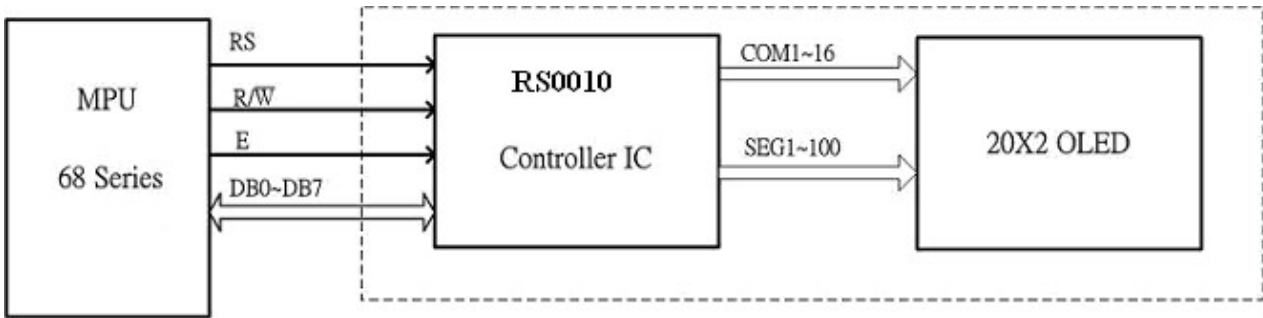 MPU
68 Series
RS
R/W̅
E
DB0~DB7
RS0010
Controller IC
COM1~16
SEG1~100
20X2 OLED